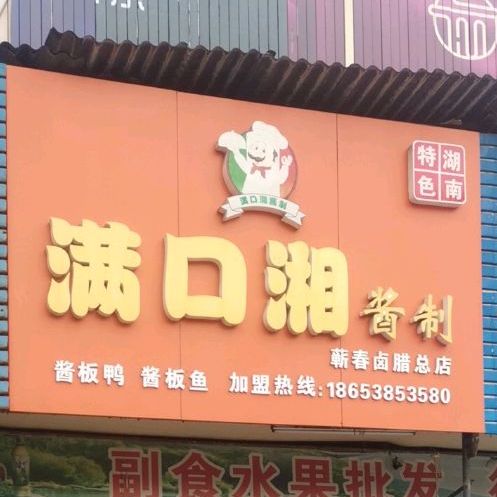 特湖
色南
满口湘酱制
满口湘酱制
蕲春卤腊总店
酱板鸭 酱板鱼 加盟热线:18653853580
副食水果批发